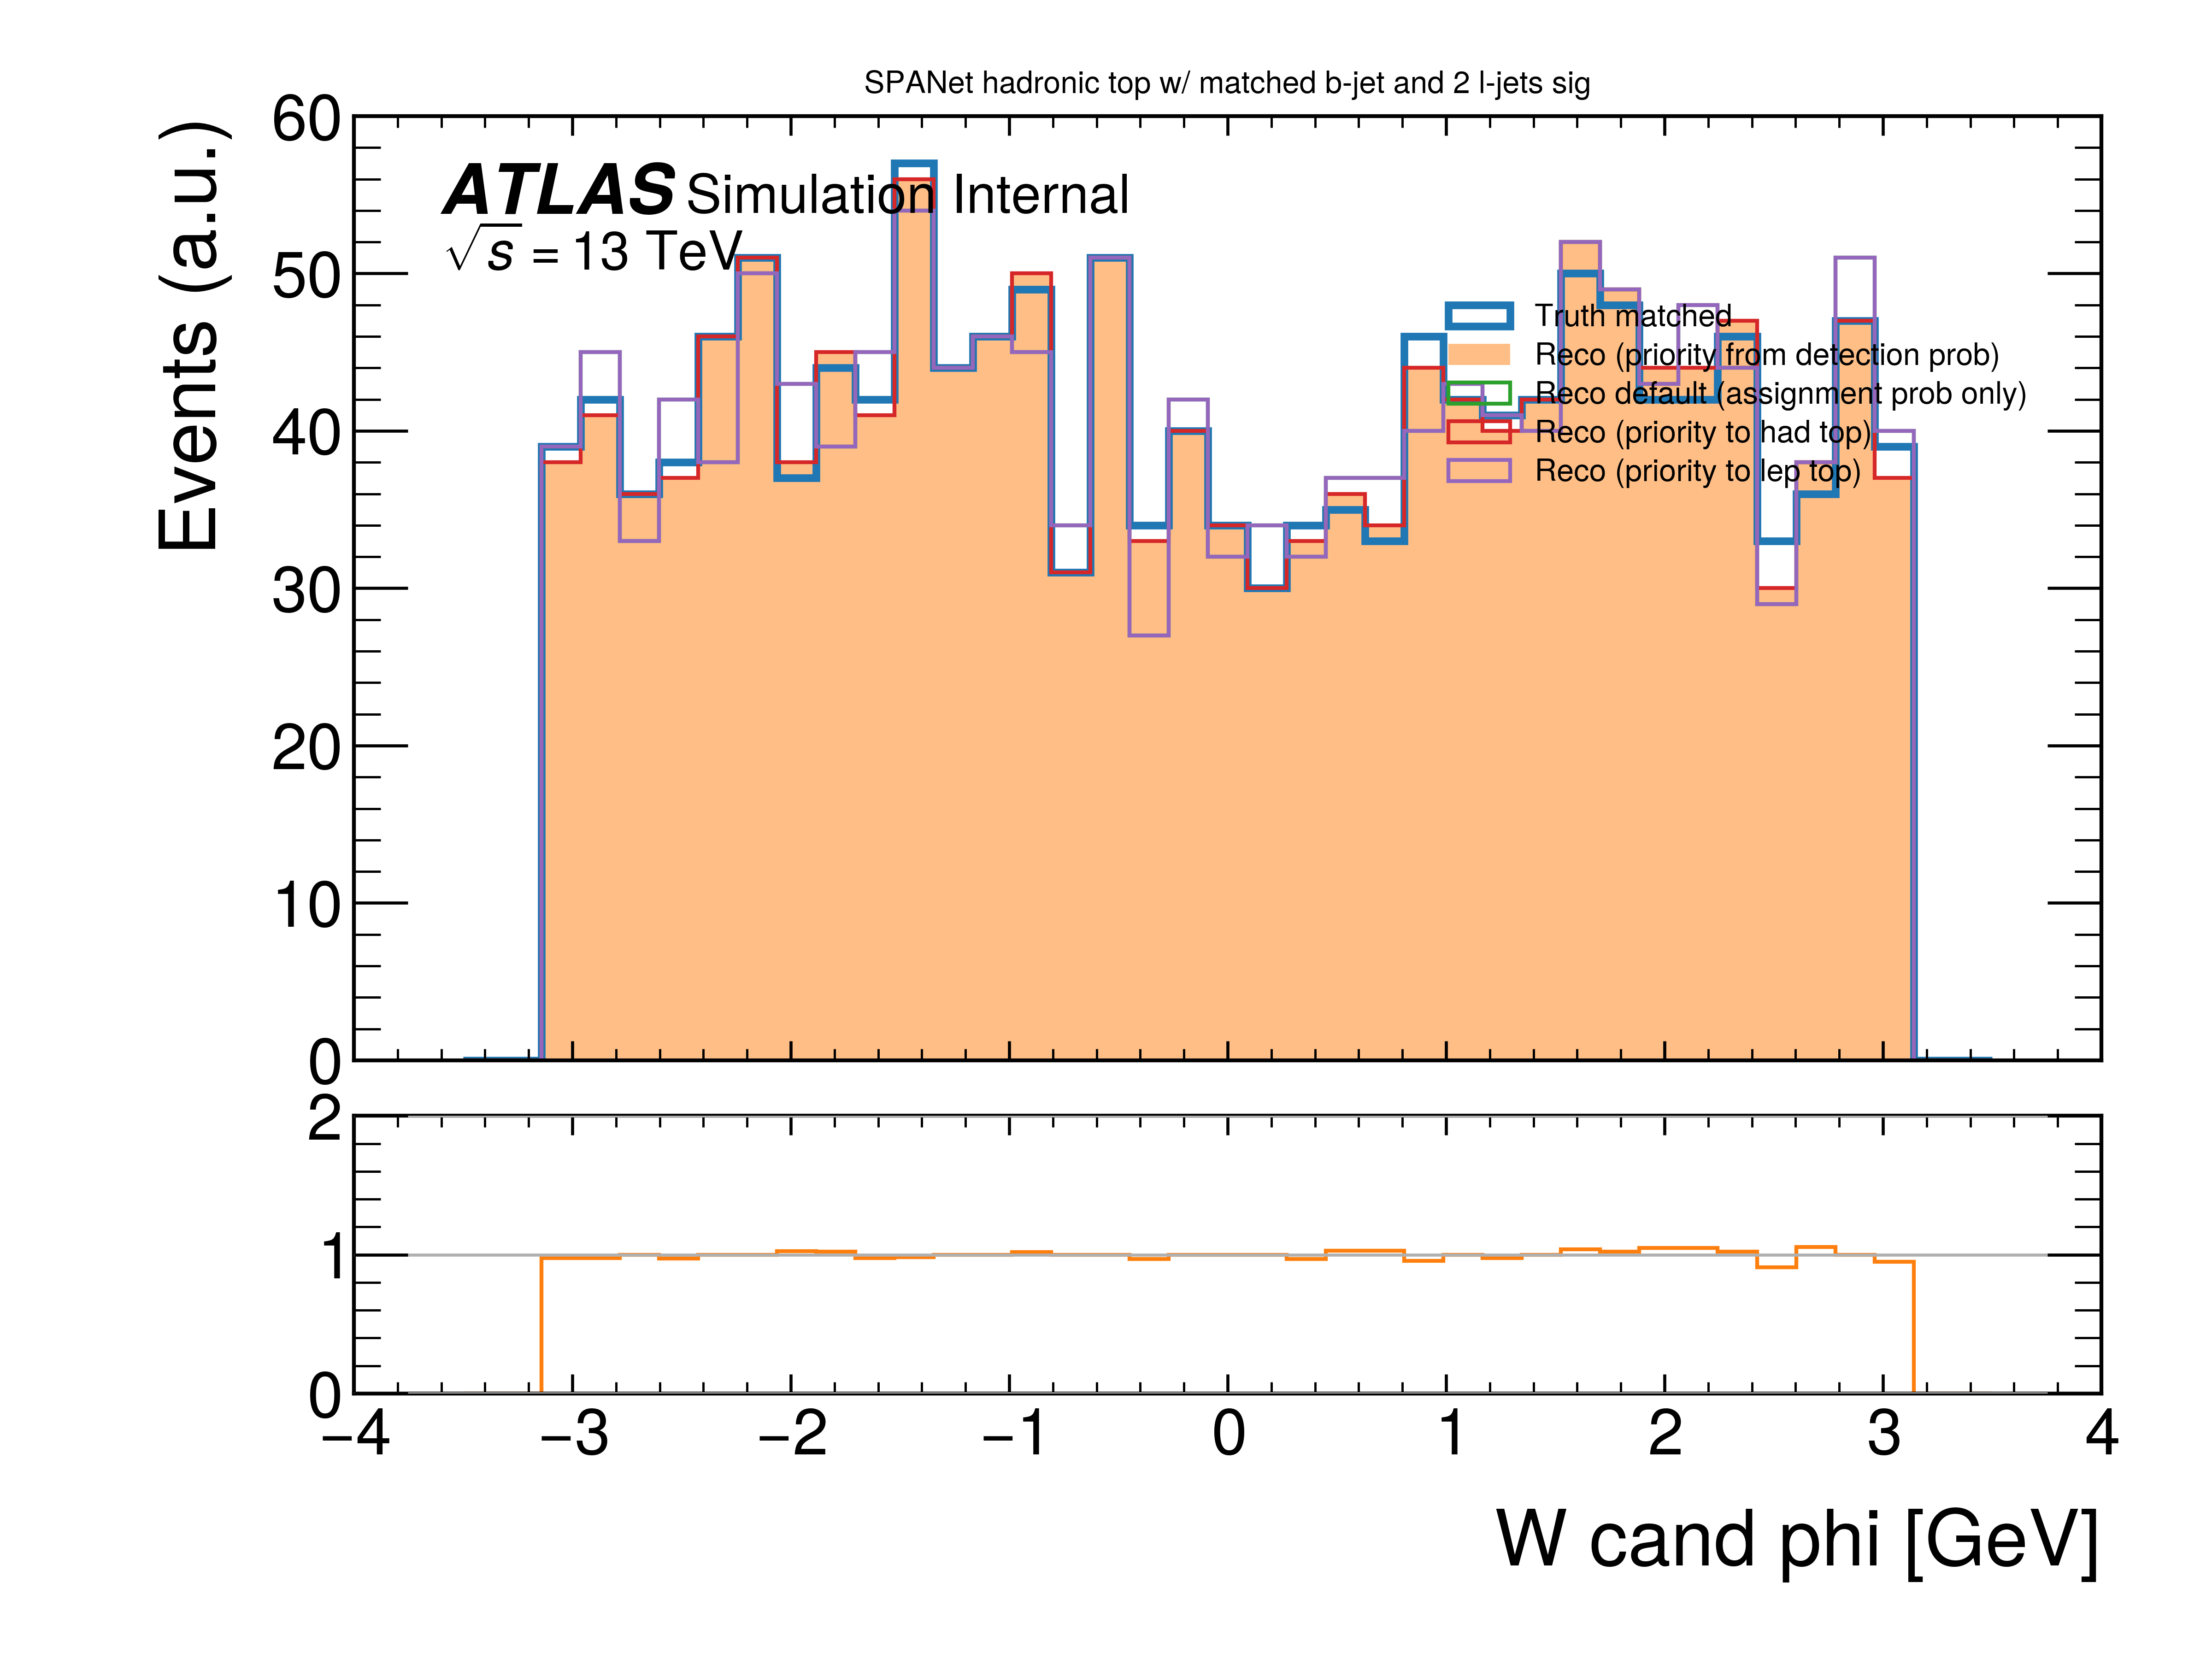 SPANet hadronic top w/ matched b-jet and 2 l-jets sig
Events (a.u.)
60
50
40
30
20
10
0
ATLAS Simulation Internal
√s = 13 TeV
Truth matched
Reco (priority from detection prob)
Reco default (assignment prob only)
Reco (priority to had top)
Reco (priority to lep top)
2
1
0
−4 −3 −2 −1 0 1 2 3 4
W cand phi [GeV]